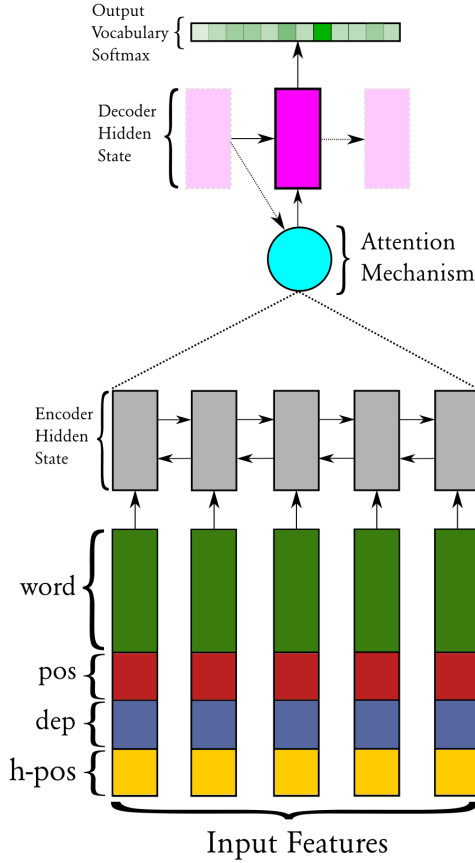 Output
Vocabulary
Softmax
Decoder
Hidden
State
Attention
Mechanism
Encoder
Hidden
State
word
pos
dep
h-pos
Input Features